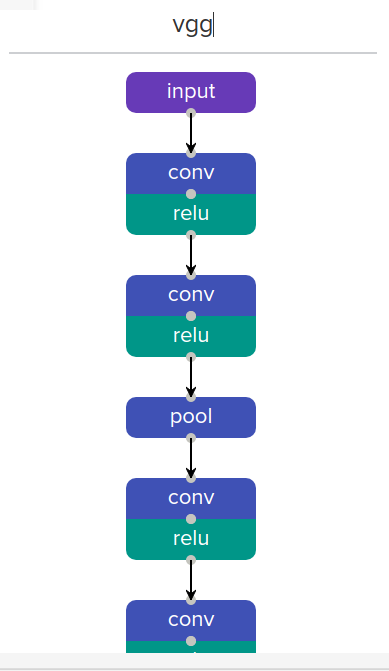 vgg
input
conv
relu
conv
relu
pool
conv
relu
conv